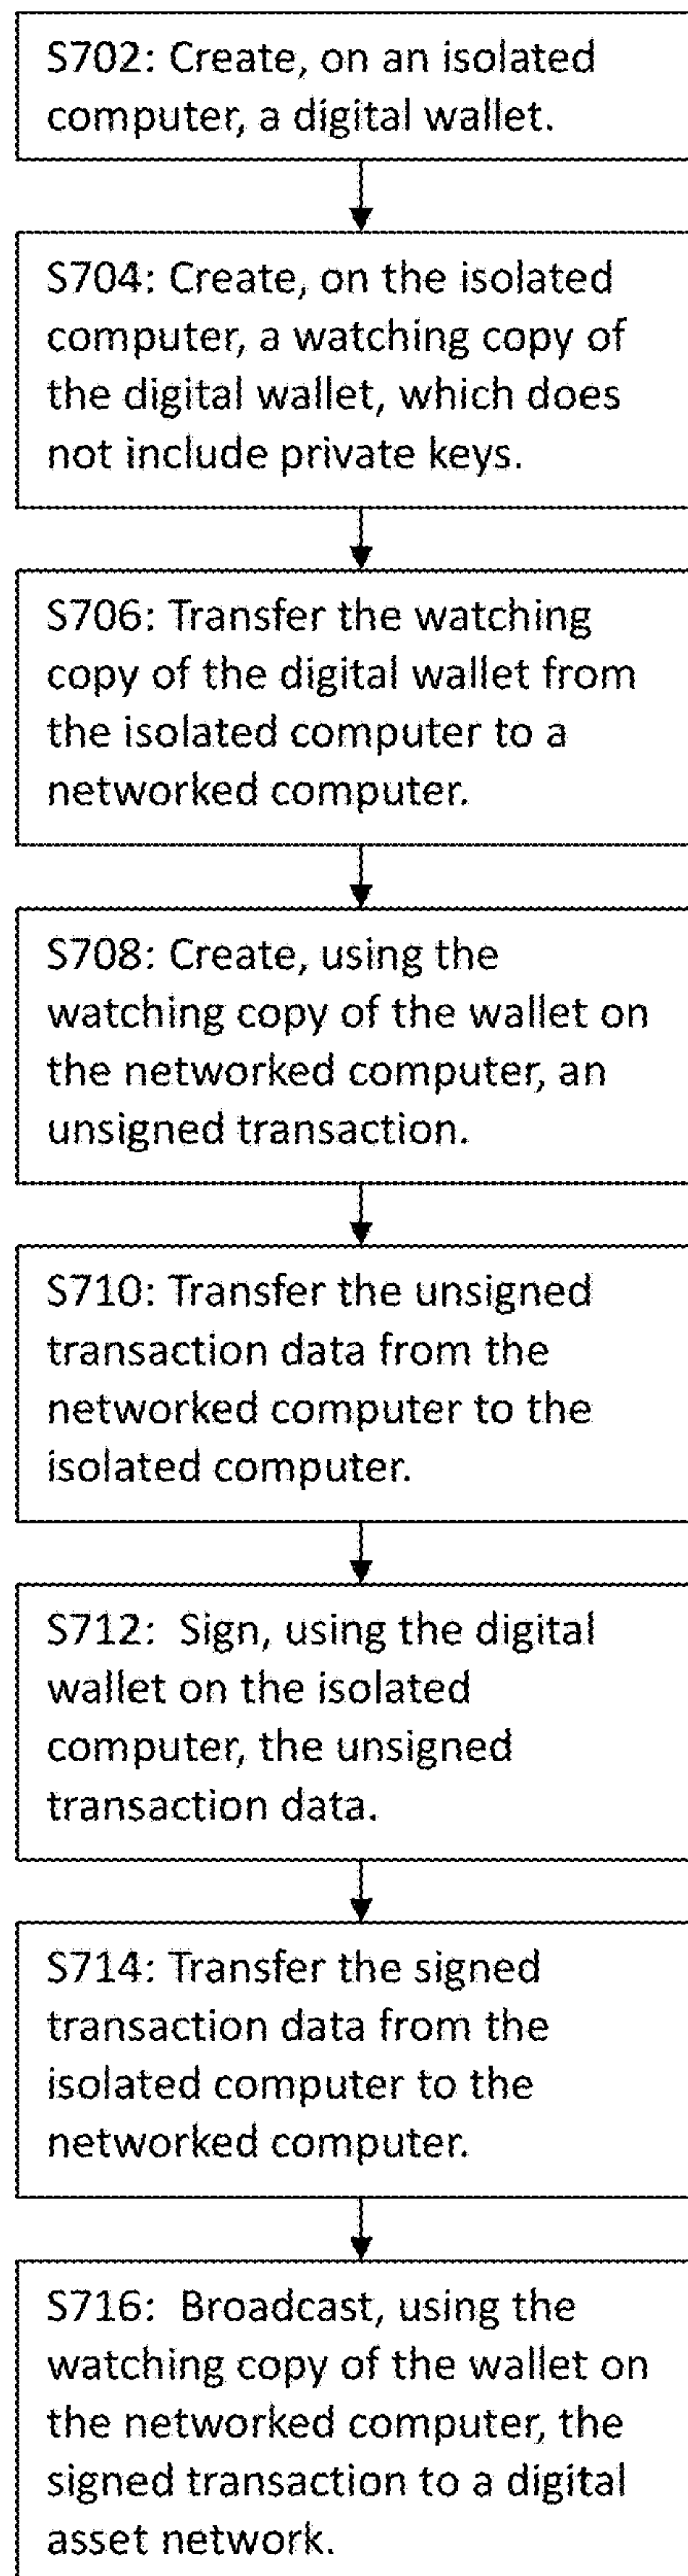 S702: Create, on an isolated
computer, a digital wallet.
S704: Create, on the isolated
computer, a watching copy of
the digital wallet, which does
not include private keys.
S706: Transfer the watching
copy of the digital wallet from
the isolated computer to a
networked computer.
S708: Create, using the
watching copy of the wallet on
the networked computer, an
unsigned transaction.
S710: Transfer the unsigned
transaction data from the
networked computer to the
isolated computer.
S712:  Sign, using the digital
wallet on the isolated
computer, the unsigned
transaction data.
S714: Transfer the signed
transaction data from the
isolated computer to the
networked computer.
S716:  Broadcast, using the
watching copy of the wallet on
the networked computer, the
signed transaction to a digital
asset network.